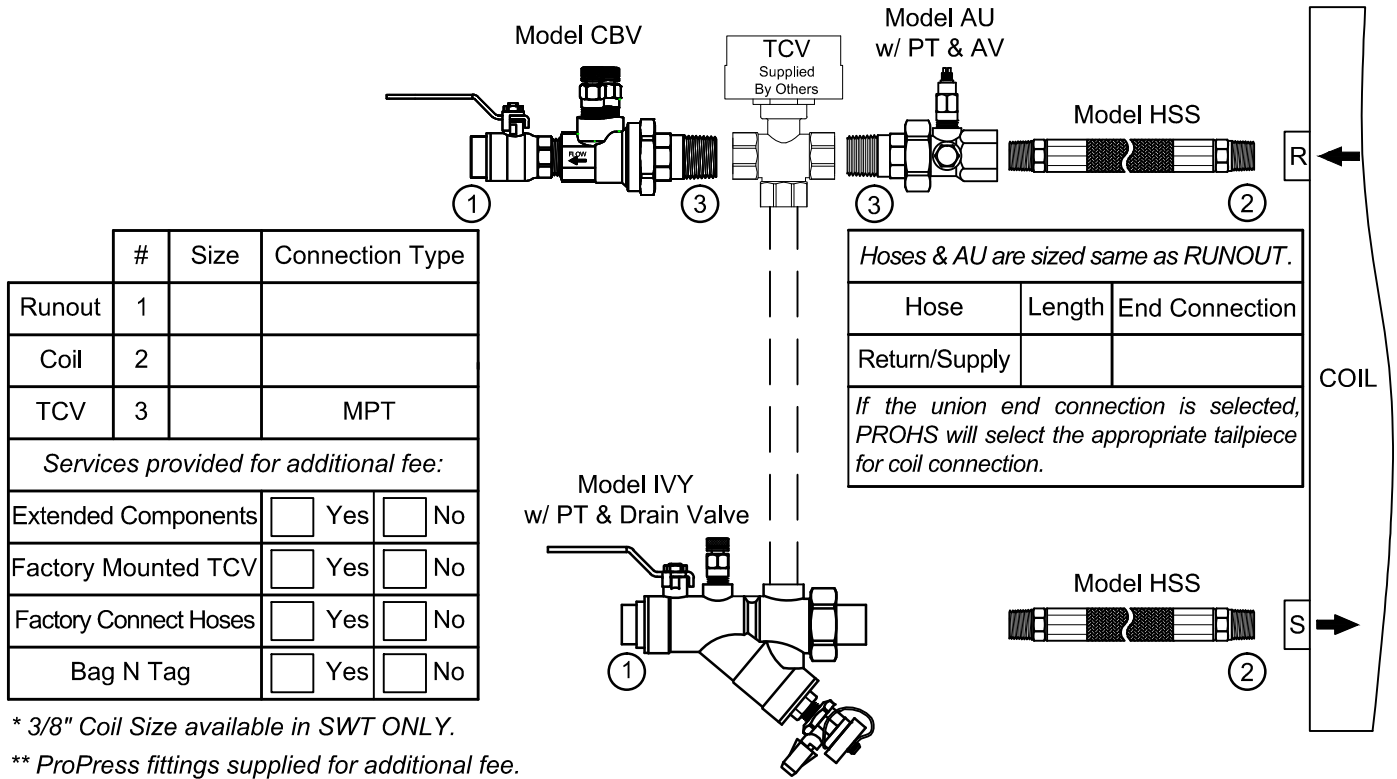 Model CBV
TCV
Supplied
By Others
Model AU
w/ PT & AV
Model HSS
FLOW
R
1
3
3
2
# Size Connection Type
Runout 1
Coil 2
TCV 3 MPT
Services provided for additional fee:
Extended Components Yes No
Factory Mounted TCV Yes No
Factory Connect Hoses Yes No
Bag N Tag Yes No
* 3/8" Coil Size available in SWT ONLY.
** ProPress fittings supplied for additional fee.
Hoses & AU are sized same as RUNOUT.
Hose Length End Connection
Return/Supply
If the union end connection is selected,
PROHS will select the appropriate tailpiece
for coil connection.
COIL
Model IVY
w/ PT & Drain Valve
1
Model HSS
S
2